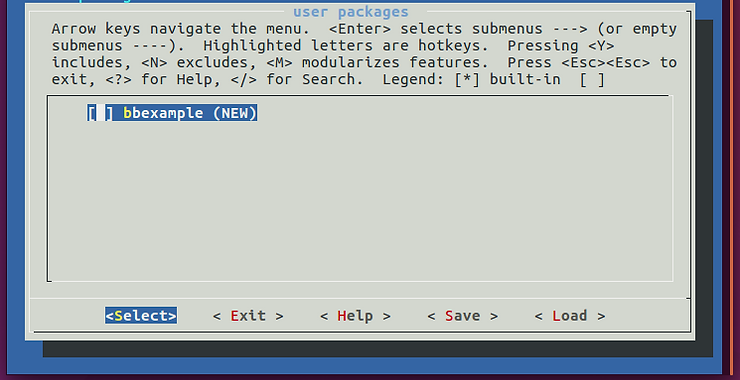 user packages
Arrow keys navigate the menu.  <Enter> selects submenus ---> (or empty
submenus ----).  Highlighted letters are hotkeys.  Pressing <Y>
includes, <N> excludes, <M> modularizes features.  Press <Esc><Esc> to
exit, <?> for Help, </> for Search.  Legend: [*] built-in  [ ]
[ ] bbexample (NEW)
<Select>    < Exit >    < Help >    < Save >    < Load >